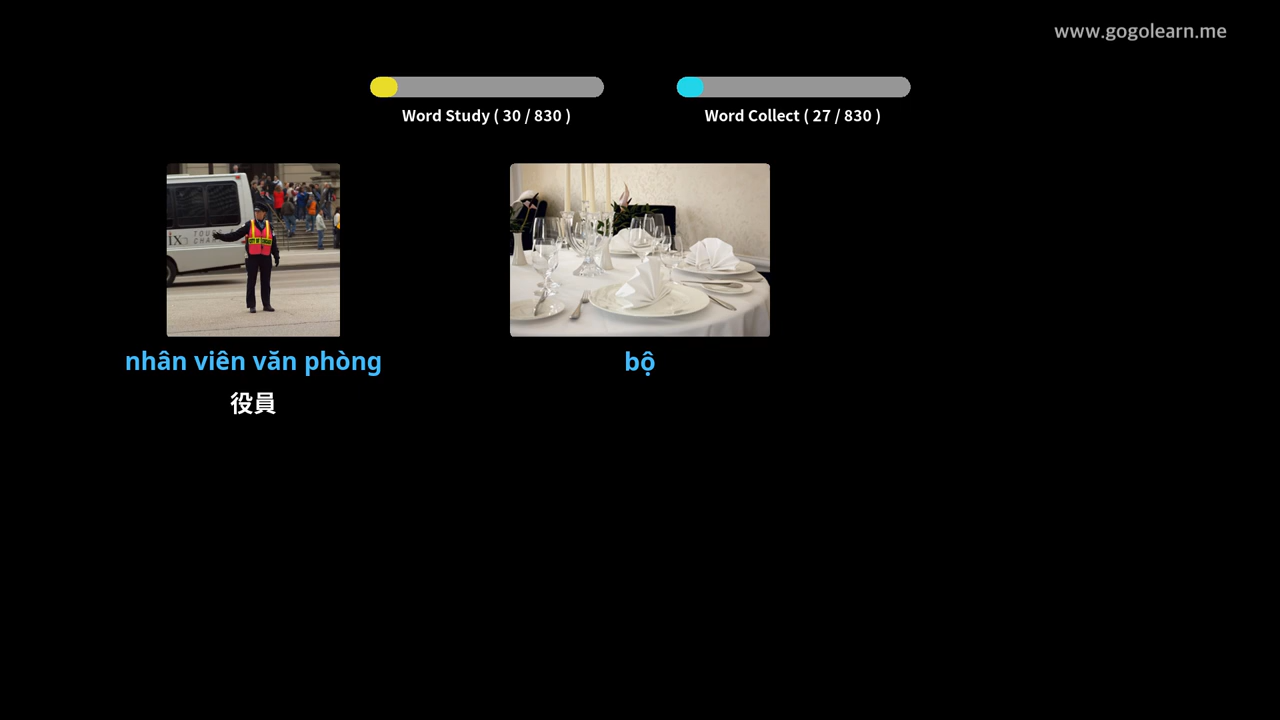 www.gogolearn.me
Word Study ( 30 / 830 )
Word Collect ( 27 / 830 )
nhân viên văn phòng
bộ
役員